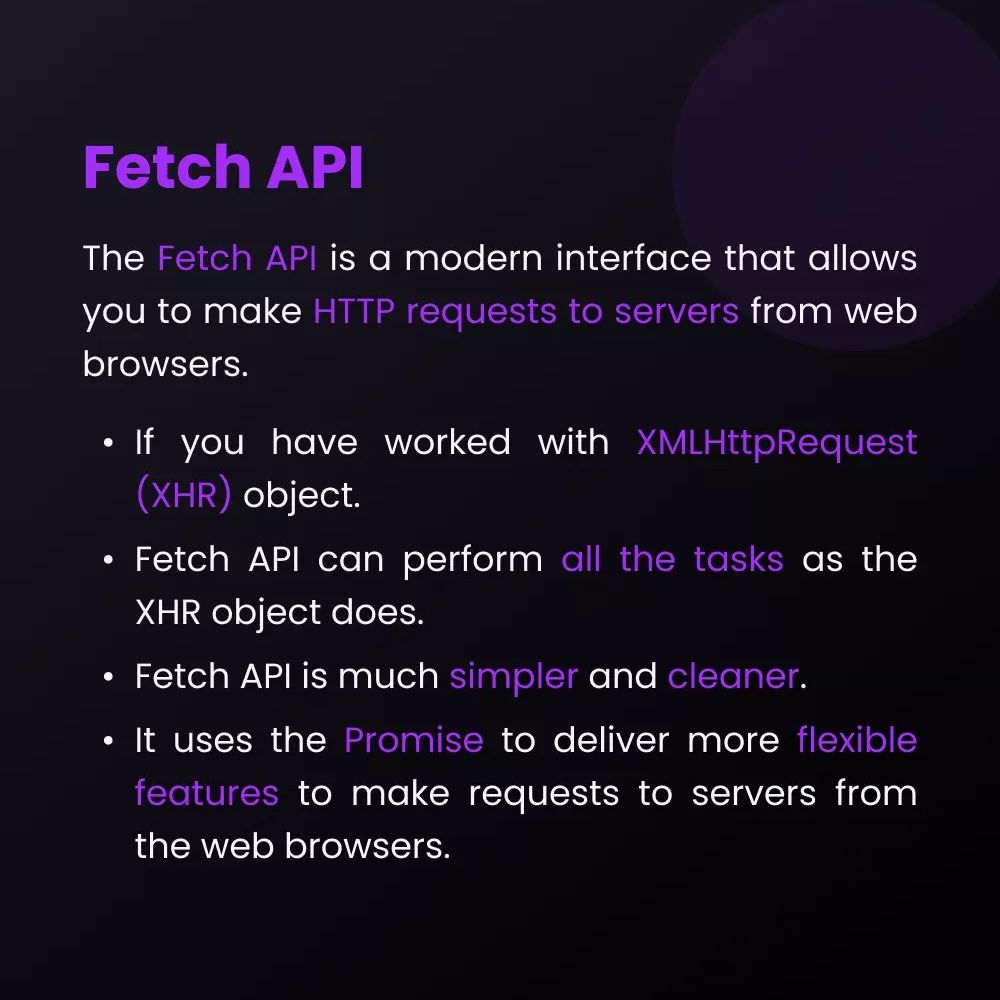 Fetch API
The Fetch API is a modern interface that allows
you to make HTTP requests to servers from web
browsers.
• If you have worked with XMLHttpRequest
(XHR) object.
• Fetch API can perform all the tasks as the
XHR object does.
• Fetch API is much simpler and cleaner.
• It uses the Promise to deliver more flexible
features to make requests to servers from
the web browsers.